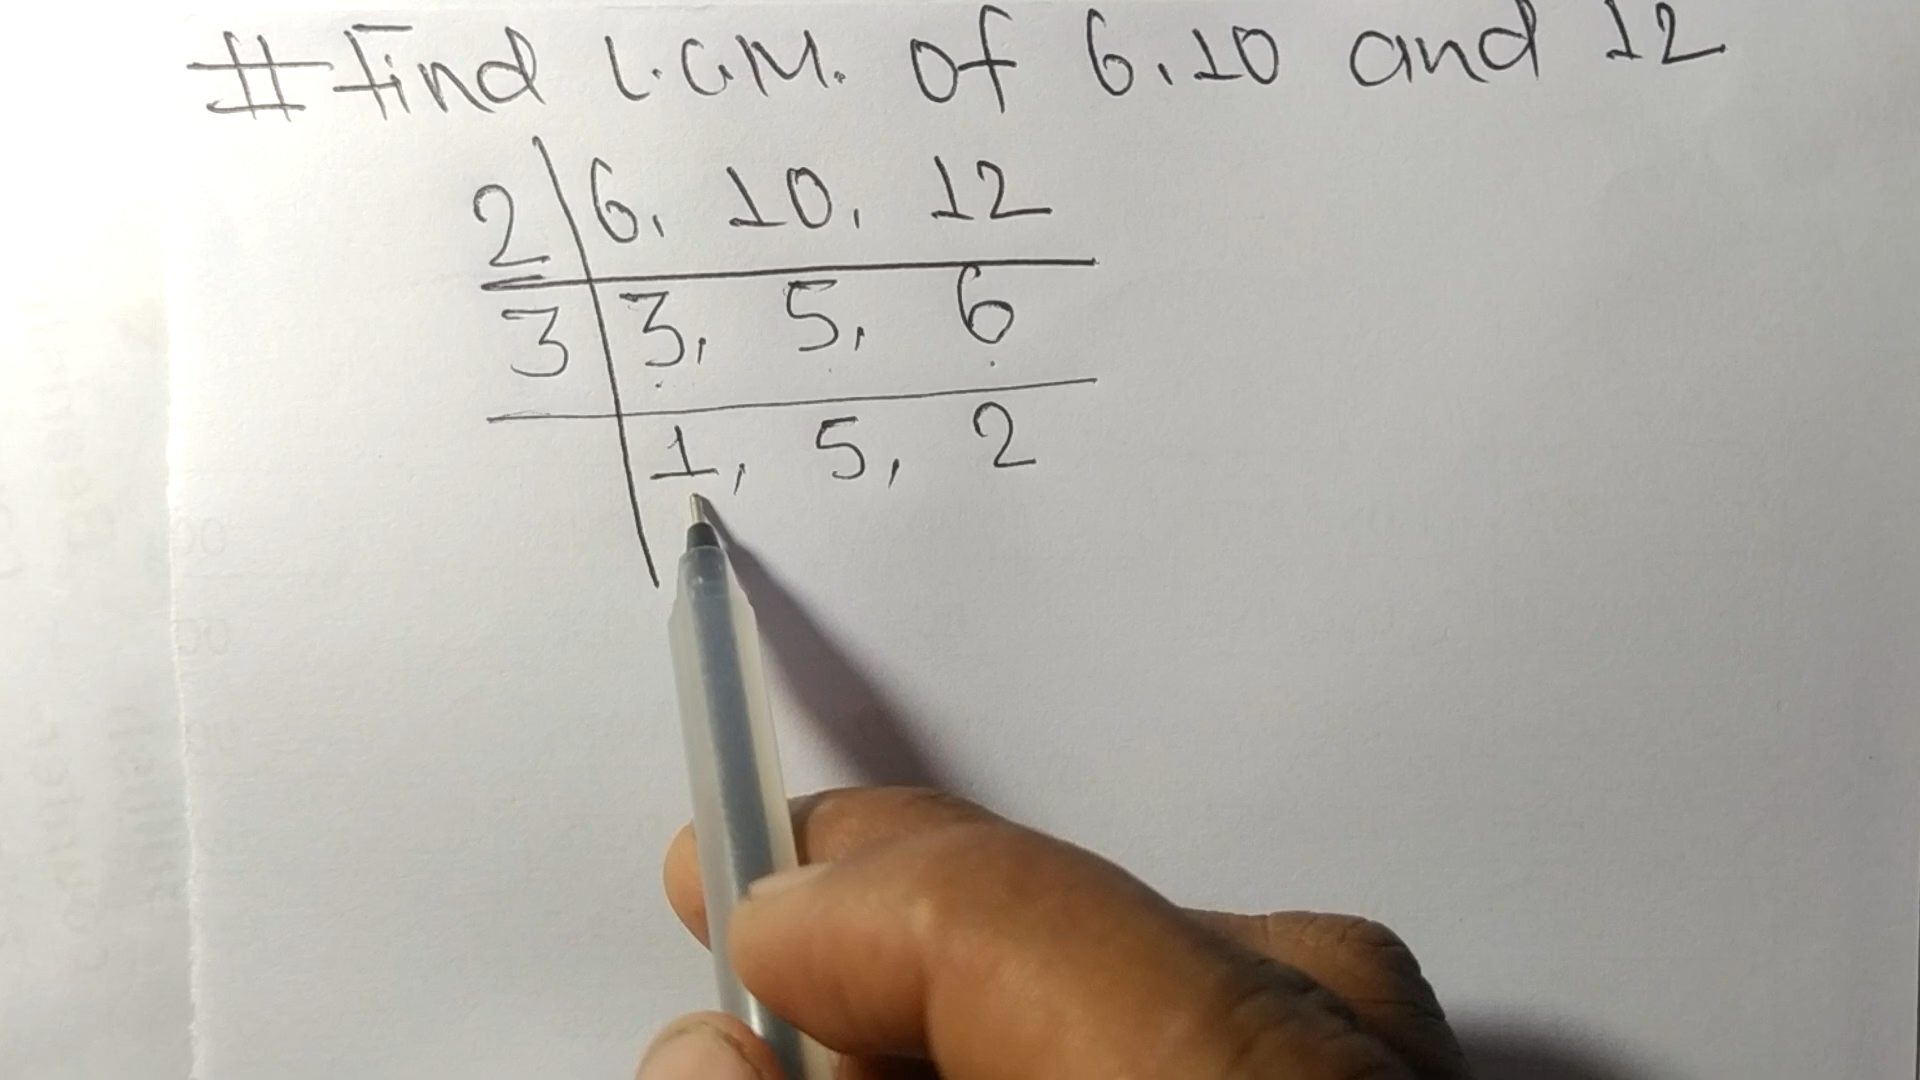 # Find L.C.M. of 6, 10 and 12
2 | 6, 10, 12
3 | 3, 5, 6
| 1, 5, 2